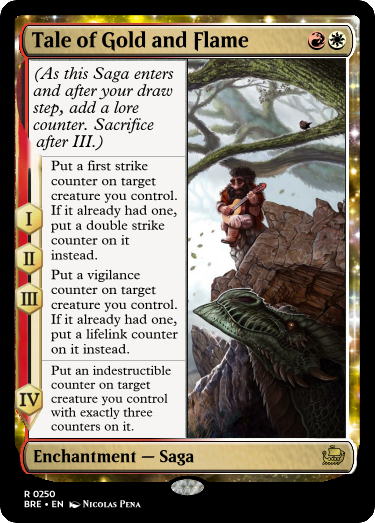 Tale of Gold and Flame
(As this Saga enters
and after your draw
step, add a lore
counter. Sacrifice
after III.)
I
Put a first strike
counter on target
creature you control.
If it already had one,
put a double strike
counter on it
instead.
II
III
Put a vigilance
counter on target
creature you control.
If it already had one,
put a lifelink counter
on it instead.
IV
Put an indestructible
counter on target
creature you control
with exactly three
counters on it.
Enchantment — Saga
R 0250
BRE • EN Nicolas Pena